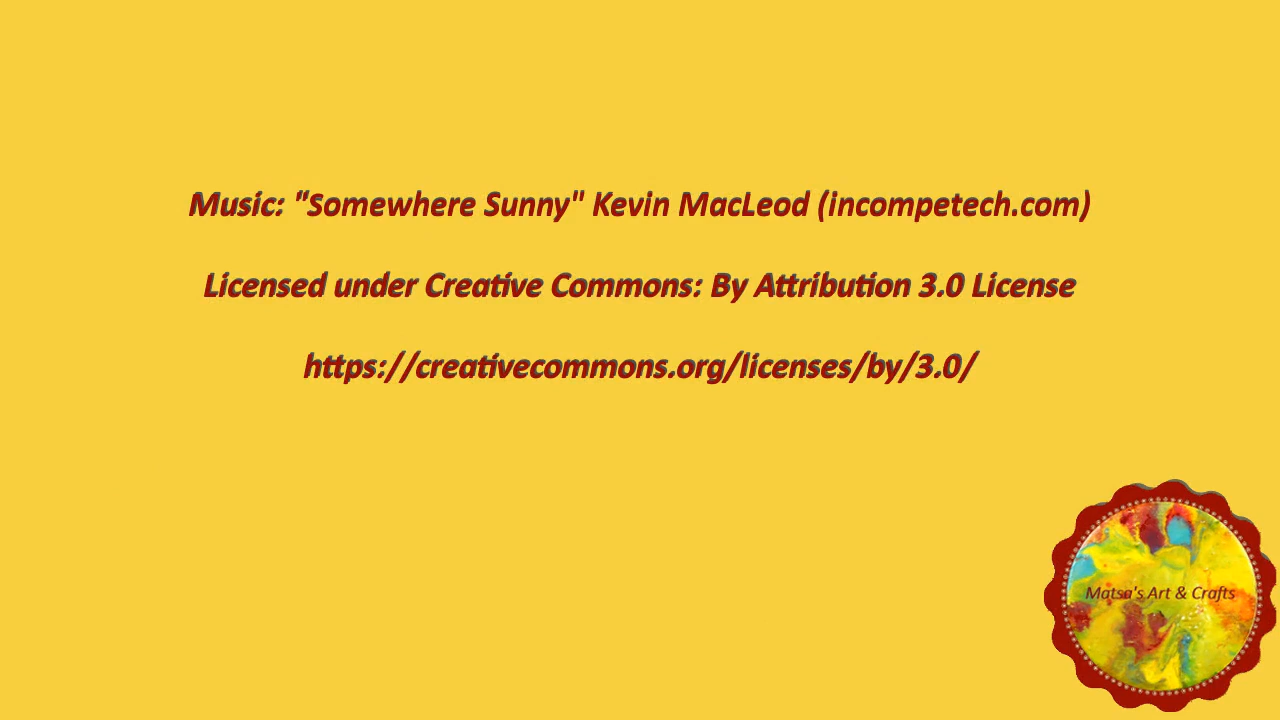 Music: "Somewhere Sunny" Kevin MacLeod (incompetech.com)
Licensed under Creative Commons: By Attribution 3.0 License
https://creativecommons.org/licenses/by/3.0/
Matsa's Art & Crafts